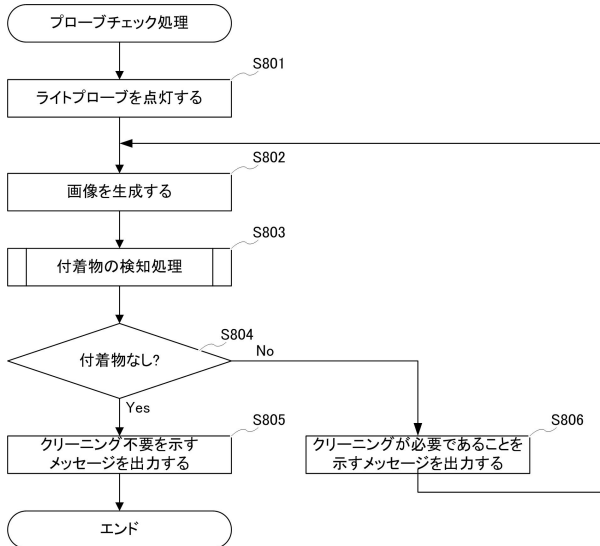 プローブチェック処理
S801
ライトプローブを点灯する
S802
画像を生成する
S803
付着物の検知処理
S804
付着物なし?
No
Yes
S805
クリーニング不要を示す
メッセージを出力する
S806
クリーニングが必要であることを
示すメッセージを出力する
エンド